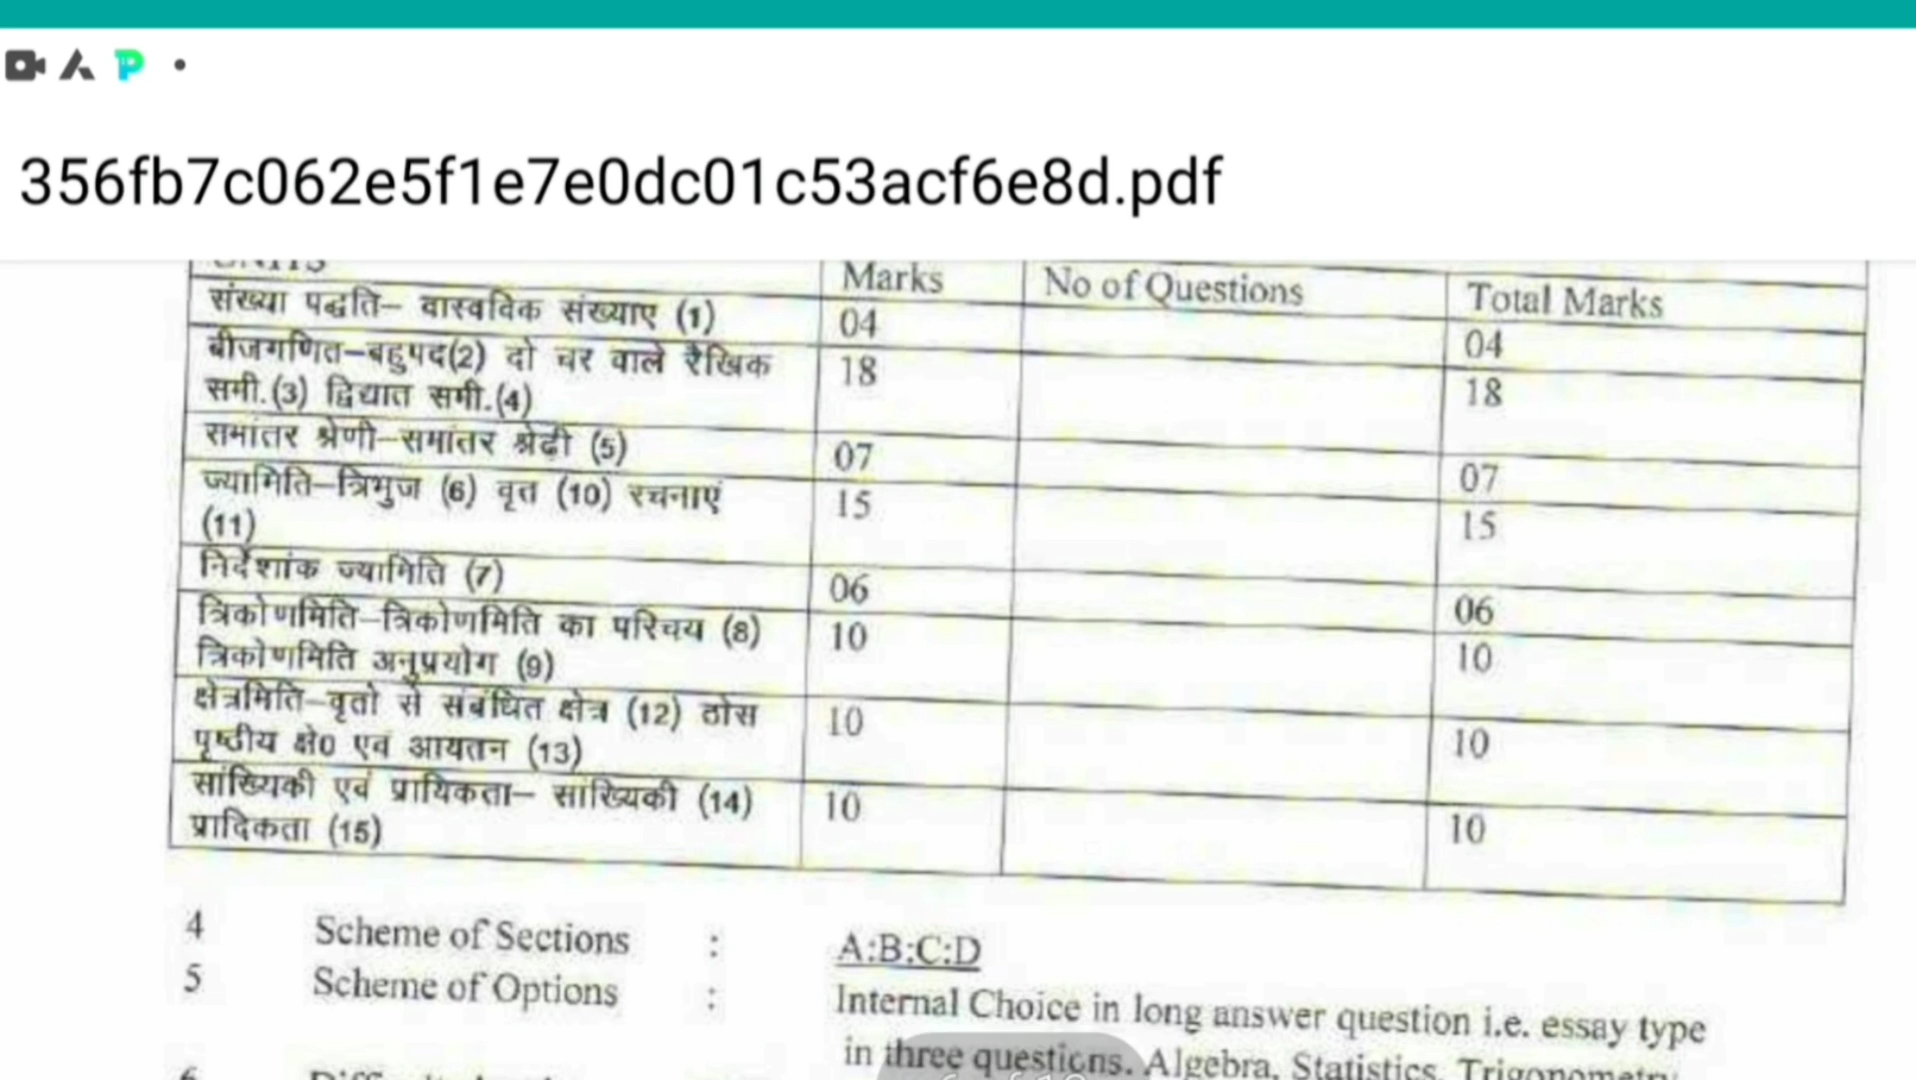 356fb7c062e5f1e7e0dc01c53acf6e8d.pdf
UNITS Marks No of Questions Total Marks
संख्या पद्धति– वास्वविक संख्याए (1) 04 04
बीजगणित–बहुपद(2) दो चर वाले रैखिक 18 18
समी.(3) द्विघात समी.(4)
समांतर श्रेणी–समांतर श्रेढी (5) 07 07
ज्यामिति–त्रिभुज (6) वृत (10) रचनाएं 15 15
(11)
निर्देशांक ज्यामिति (7) 06 06
त्रिकोणमिति–त्रिकोणमिति का परिचय (8) 10 10
त्रिकोणमिति अनुप्रयोग (9)
क्षेत्रमिति–वृतो से संबंधित क्षेत्र (12) ठोस 10 10
पृष्ठीय क्षे0 एवं आयतन (13)
सांख्यिकी एवं प्रायिकता– सांख्यिकी (14) 10 10
प्रादिकता (15)
4 Scheme of Sections : A:B:C:D
5 Scheme of Options : Internal Choice in long answer question i.e. essay type
in three questions. Algebra, Statistics, Trigonometry
6